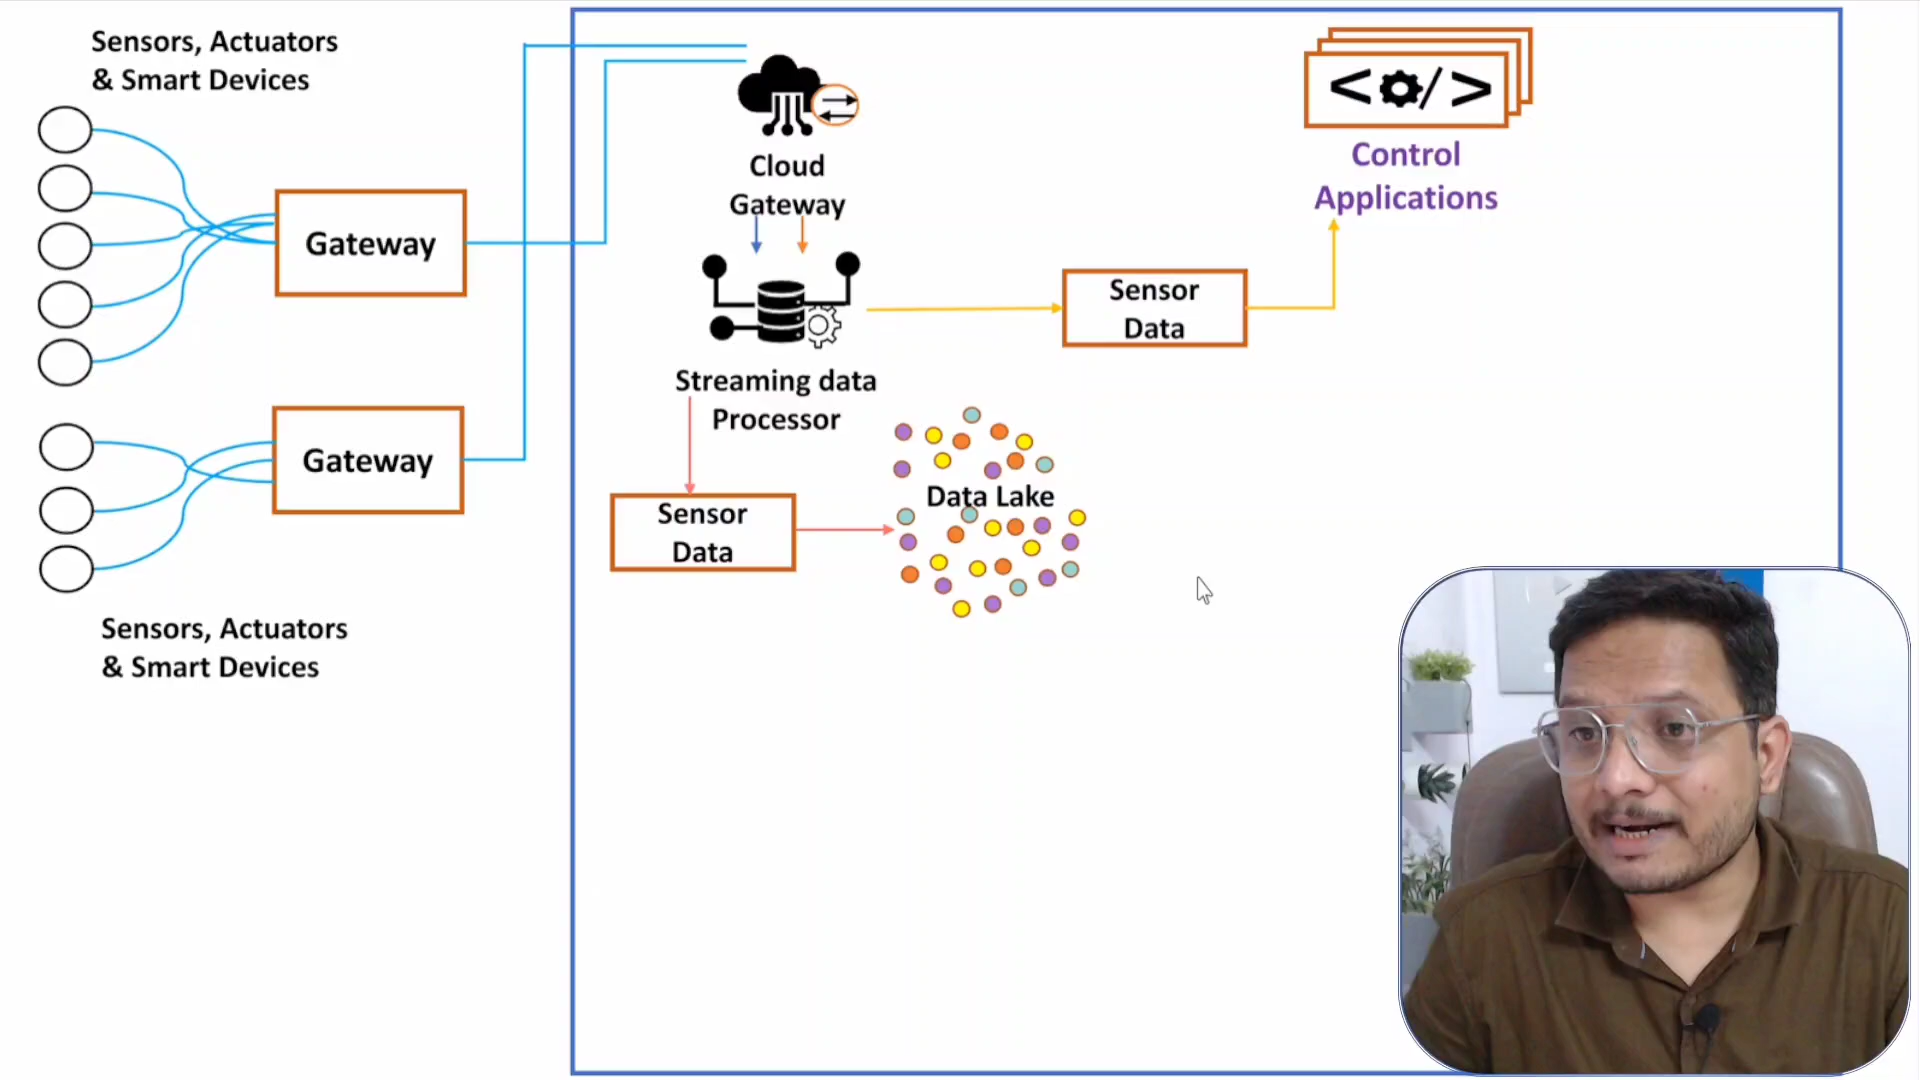 Sensors, Actuators
& Smart Devices
Gateway
Gateway
Sensors, Actuators
& Smart Devices
Cloud
Gateway
Streaming data
Processor
Sensor
Data
Data Lake
Sensor
Data
< / >
Control
Applications